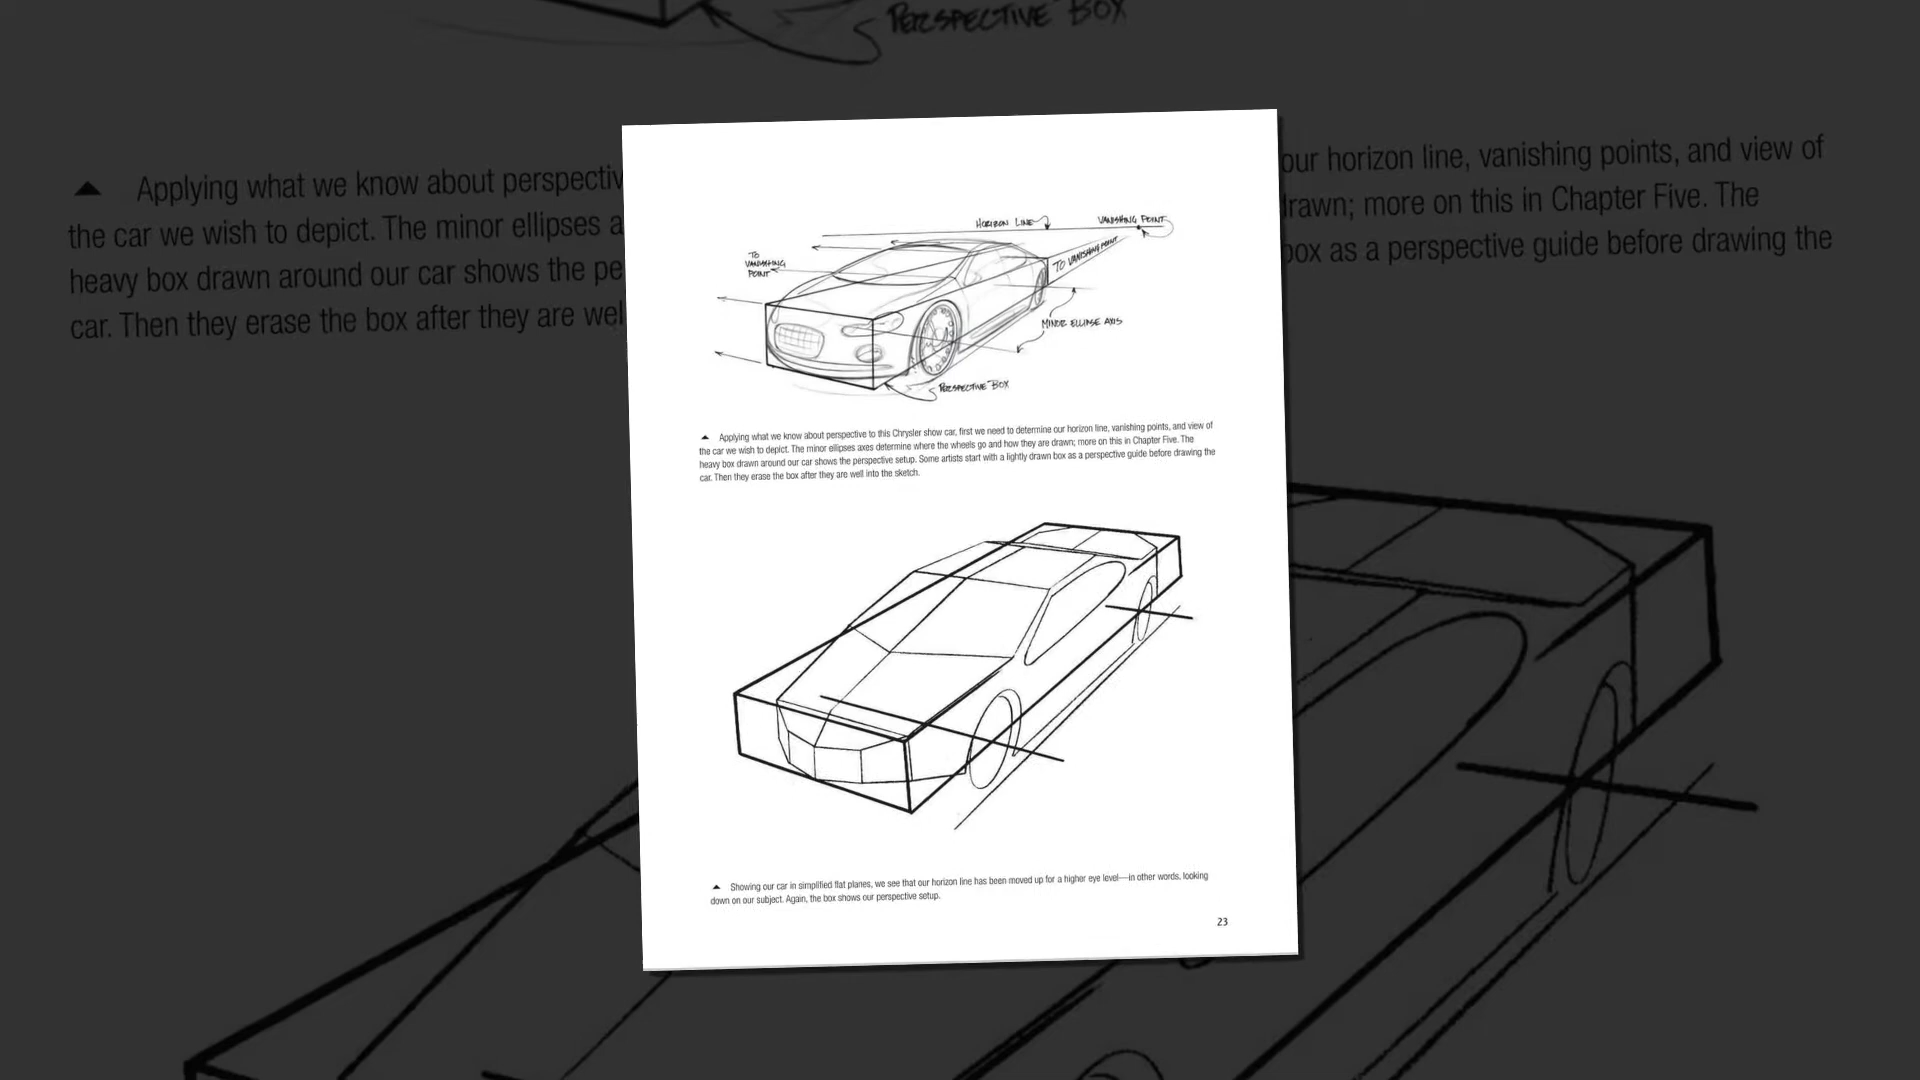 PERSPECTIVE BOX
▲ Applying what we know about perspectiv
the car we wish to depict. The minor ellipses a
heavy box drawn around our car shows the pe
car. Then they erase the box after they are wel
our horizon line, vanishing points, and view of
rawn; more on this in Chapter Five. The
box as a perspective guide before drawing the
HORIZON LINE
VANISHING POINT
TO
VANISHING
POINT
TO VANISHING POINT
MINOR ELLIPSE AXIS
PERSPECTIVE BOX
▲ Applying what we know about perspective to this Chrysler show car, first we need to determine our horizon line, vanishing points, and view of
the car we wish to depict. The minor ellipses axes determine where the wheels go and how they are drawn; more on this in Chapter Five. The
heavy box drawn around our car shows the perspective setup. Some artists start with a lightly drawn box as a perspective guide before drawing the
car. Then they erase the box after they are well into the sketch.
▲ Showing our car in simplified flat planes, we see that our horizon line has been moved up for a higher eye level—in other words, looking
down on our subject. Again, the box shows our perspective setup.
23